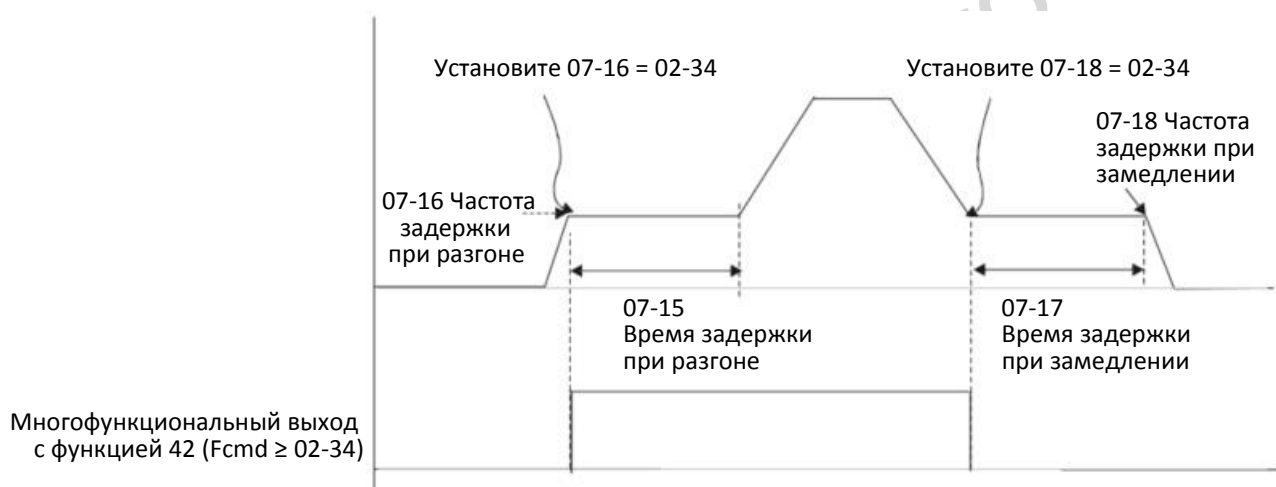 Установите 07-16 = 02-34
Установите 07-18 = 02-34
07-18 Частота
задержки при
замедлении
07-16 Частота
задержки
при разгоне
07-15
Время задержки
при разгоне
07-17
Время задержки
при замедлении
Многофункциональный выход
с функцией 42 (Fcmd ≥ 02-34)